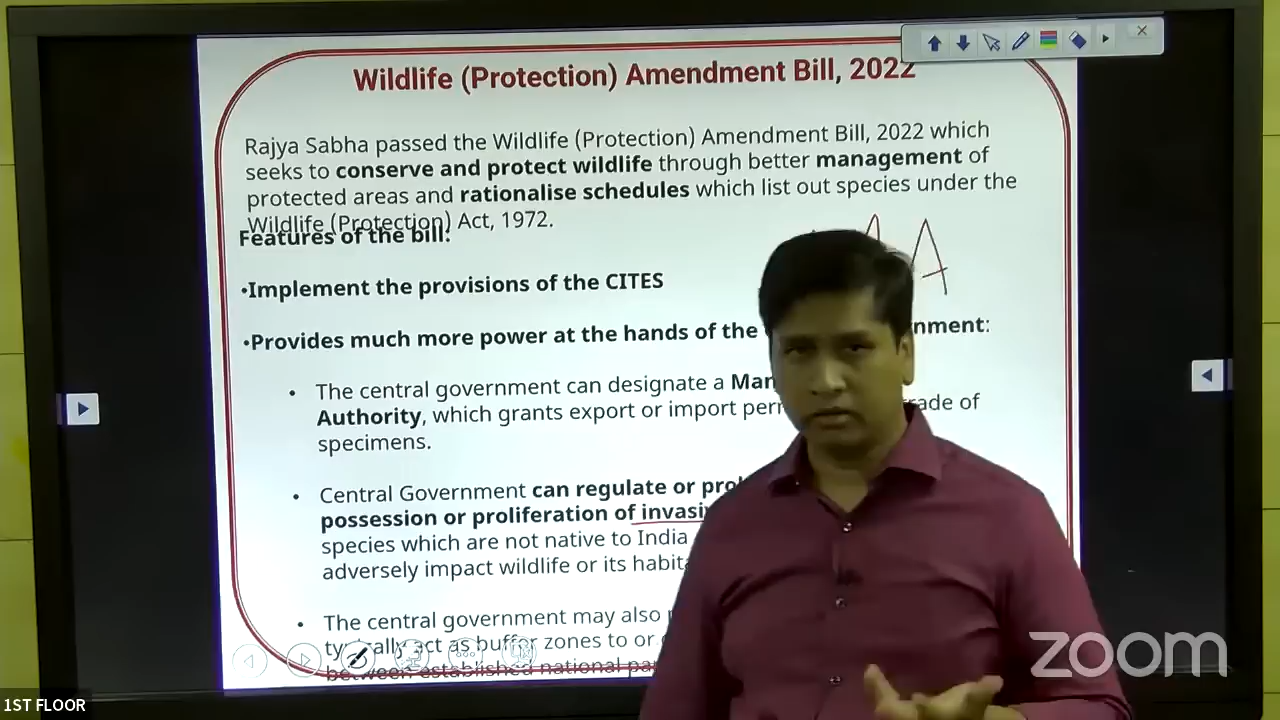 Wildlife (Protection) Amendment Bill, 2022
Rajya Sabha passed the Wildlife (Protection) Amendment Bill, 2022 which
seeks to conserve and protect wildlife through better management of
protected areas and rationalise schedules which list out species under the
Wildlife (Protection) Act, 1972.
Features of the bill:
•Implement the provisions of the CITES
•Provides much more power at the hands of the
• The central government can designate a
Authority, which grants export or import
specimens.
• Central Government can regulate or
possession or proliferation of
species which are not native to India
adversely impact wildlife or its
• The central government may also
typically act as buffer zones to or
between established national
zoom
1ST FLOOR